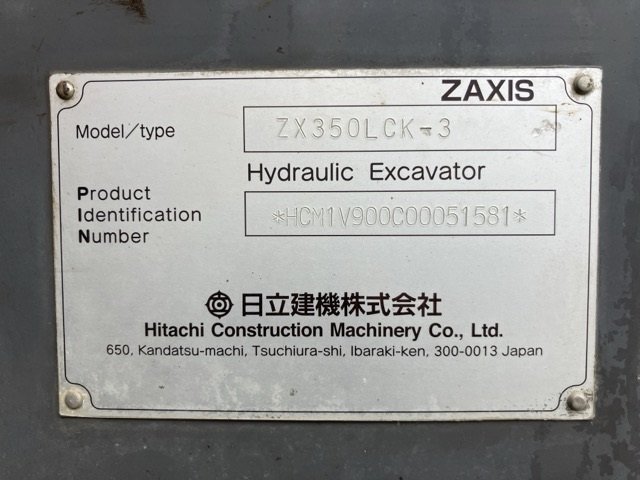 ZAXIS
Model/type ZX350LCK-3
Hydraulic Excavator
Product
Identification
Number
*HCM1V900C00051581*
日立建機株式会社
Hitachi Construction Machinery Co., Ltd.
650, Kandatsu-machi, Tsuchiura-shi, Ibaraki-ken, 300-0013 Japan